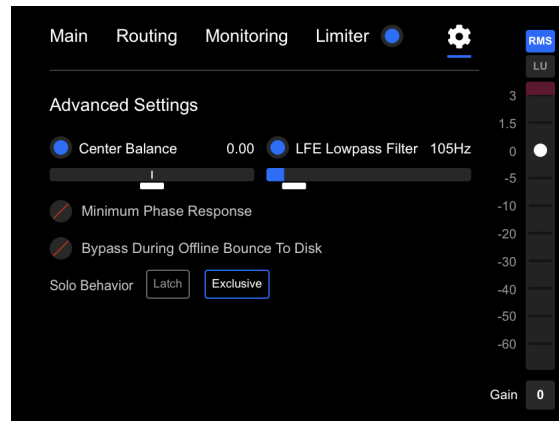 Main Routing Monitoring Limiter
RMS
LU
Advanced Settings
Center Balance 0.00 LFE Lowpass Filter 105Hz
Minimum Phase Response
Bypass During Offline Bounce To Disk
Solo Behavior Latch Exclusive
3
1.5
0
-5
-10
-20
-30
-40
-50
-60
Gain 0